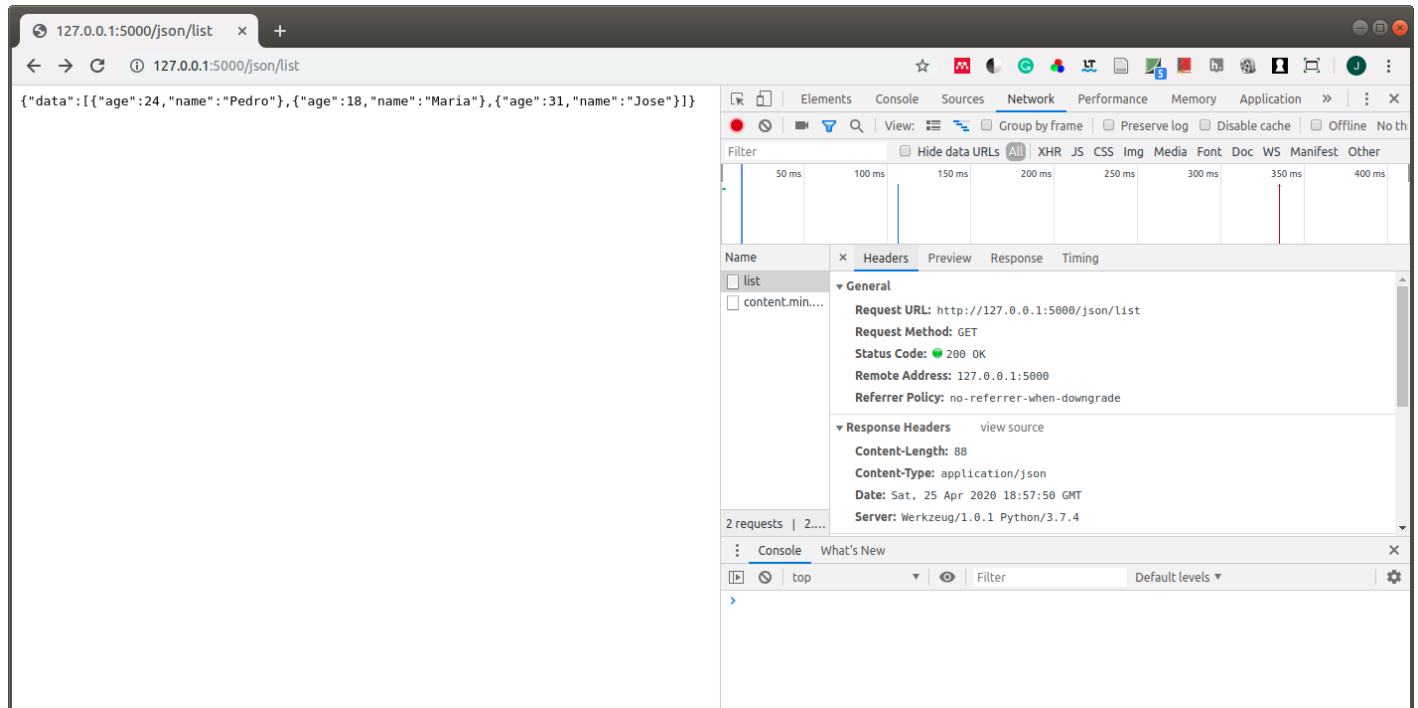 127.0.0.1:5000/json/list
127.0.0.1:5000/json/list
5
J
{"data":[{"age":24,"name":"Pedro"},{"age":18,"name":"Maria"},{"age":31,"name":"Jose"}]}
Elements Console Sources Network Performance Memory Application
View: Group by frame Preserve log Disable cache Offline No th
Filter Hide data URLs All XHR JS CSS Img Media Font Doc WS Manifest Other
50 ms 100 ms 150 ms 200 ms 250 ms 300 ms 350 ms 400 ms
Name
list
content.min....
2 requests | 2....
Headers Preview Response Timing
General
Request URL: http://127.0.0.1:5000/json/list
Request Method: GET
Status Code: 200 OK
Remote Address: 127.0.0.1:5000
Referrer Policy: no-referrer-when-downgrade
Response Headers view source
Content-Length: 88
Content-Type: application/json
Date: Sat, 25 Apr 2020 18:57:50 GMT
Server: Werkzeug/1.0.1 Python/3.7.4
Console What's New
top Filter Default levels